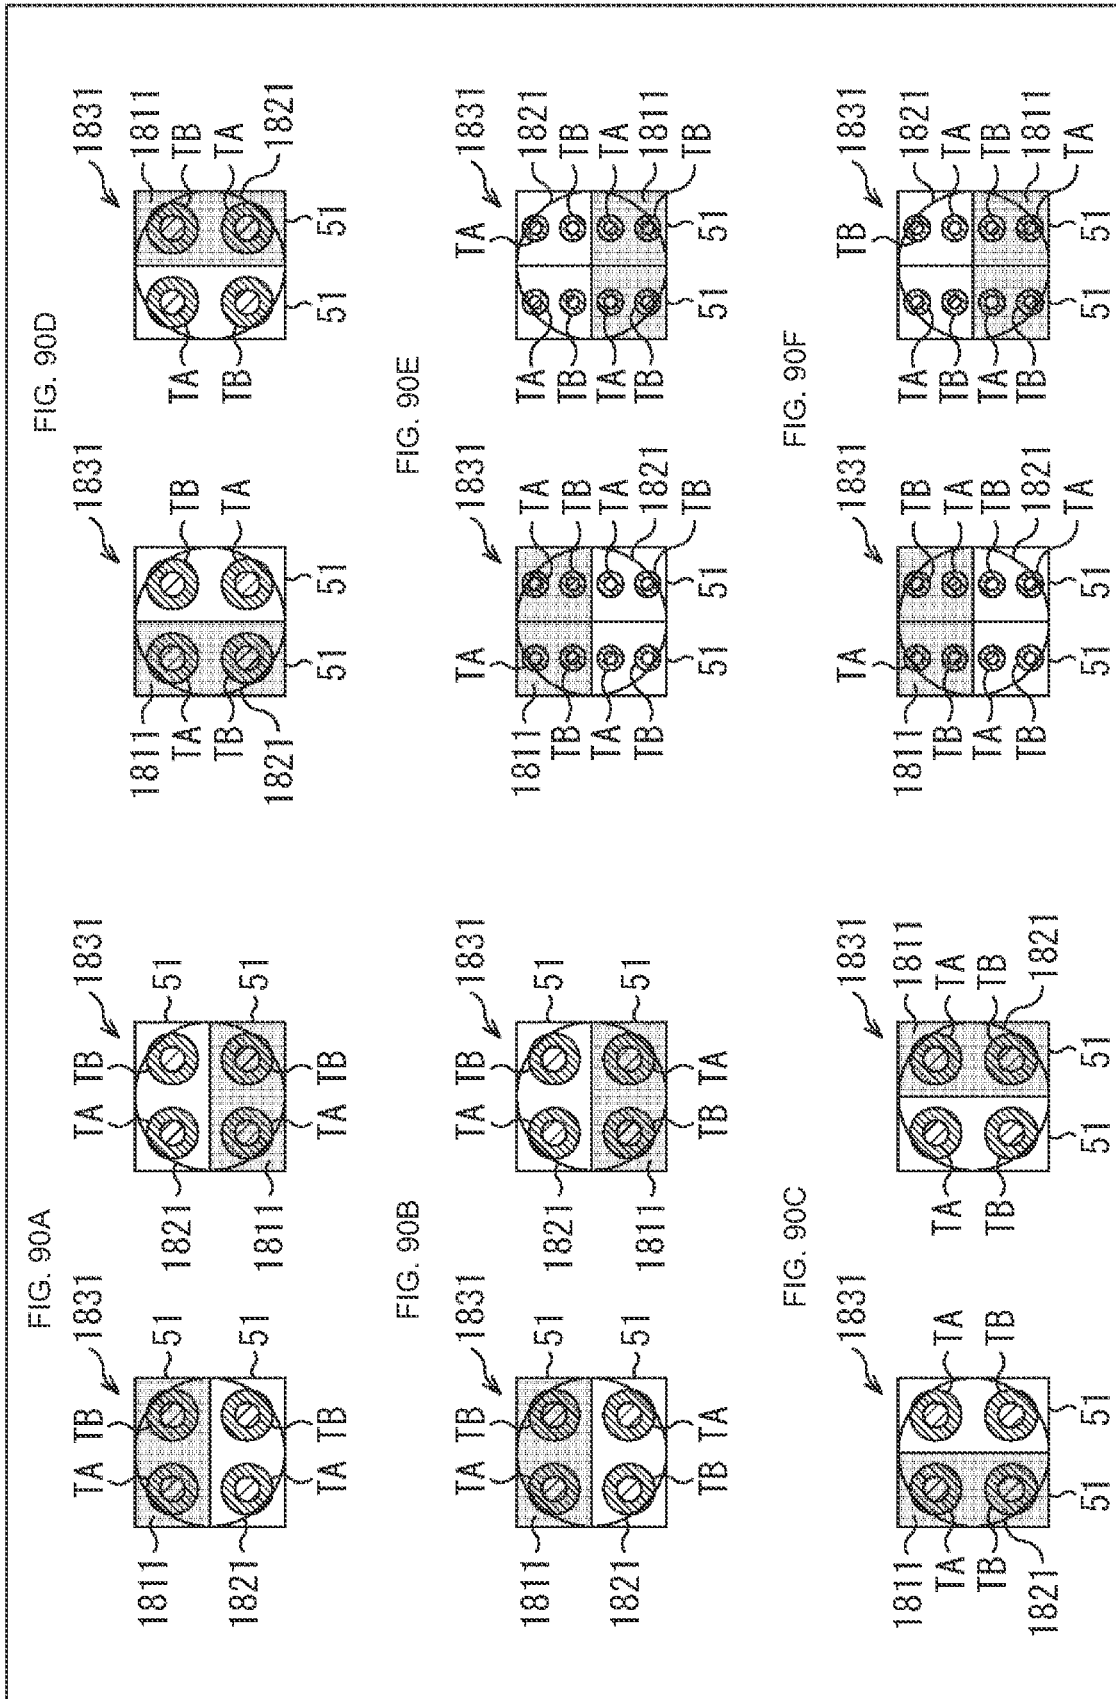 FIG. 90A
1831
TA TB
1811
51
1821
51
TA TB
1831
TA TB
1821
51
1811
51
TA TB
FIG. 90B
1831
TA TB
1811
51
1821
51
TB TA
1831
TA TB
1821
51
1811
51
TB TA
FIG. 90C
1831
1811
TA
TA
TB
TB
1821
51 51
1831
1811
TA
TA
TB
TB
1821
51 51
FIG. 90D
1831
1811
TA
TB
TB
TA
1821
51 51
1831
1811
TA
TB
TB
TA
1821
51 51
FIG. 90E
1831
TA
1811
TA
TB
TB
TA
TA
1821
TB
TB
51 51
1831
TA
1821
TA
TB
TB
TA
TA
1811
TB
TB
51 51
FIG. 90F
1831
TA
1811
TB
TB
TA
TA
TB
1821
TB
TA
51 51
1831
TB
1821
TA
TA
TB
TB
TA
1811
TB
TA
51 51